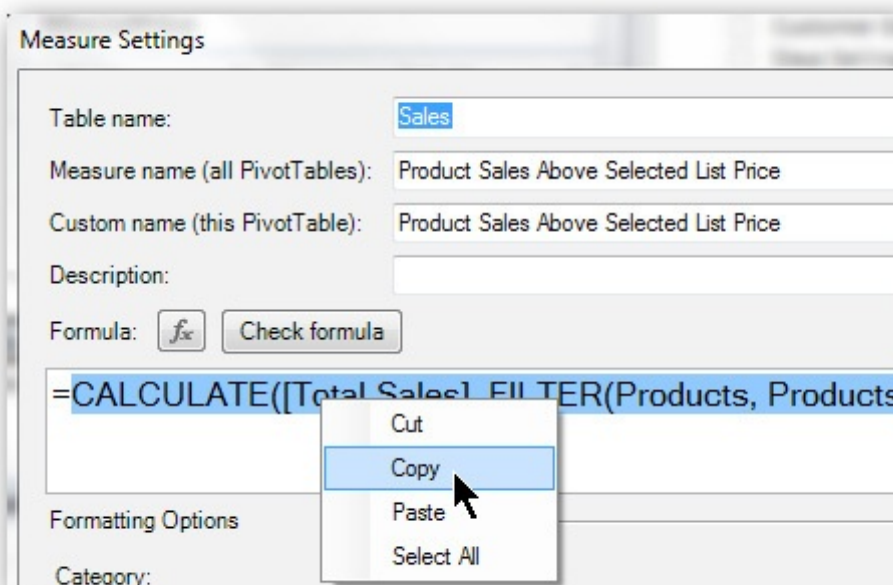 Measure Settings
Table name: Sales
Measure name (all PivotTables): Product Sales Above Selected List Price
Custom name (this PivotTable): Product Sales Above Selected List Price
Description:
Formula: fx Check formula
=CALCULATE([Total Sales], FILTER(Products, Products
Cut
Copy
Paste
Select All
Formatting Options
Category: